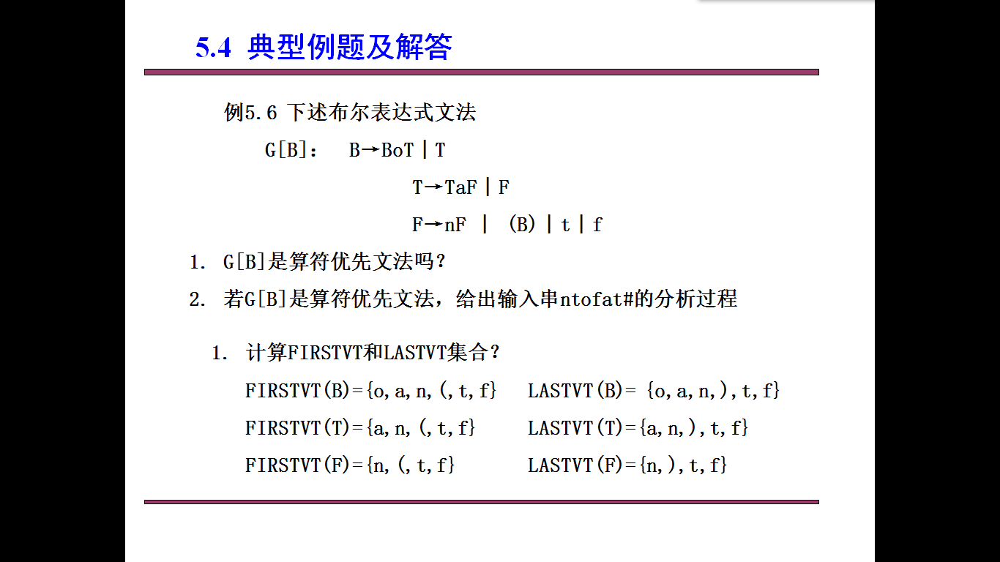 5.4 典型例题及解答
例5.6 下述布尔表达式文法
G[B]: B→BoT|T
T→TaF|F
F→nF | (B)|t|f
1. G[B]是算符优先文法吗?
2. 若G[B]是算符优先文法,给出输入串ntofat#的分析过程
1. 计算FIRSTVT和LASTVT集合?
FIRSTVT(B)={o,a,n,(,t,f} LASTVT(B)= {o,a,n,),t,f}
FIRSTVT(T)={a,n,(,t,f} LASTVT(T)={a,n,),t,f}
FIRSTVT(F)={n,(,t,f} LASTVT(F)={n,),t,f}